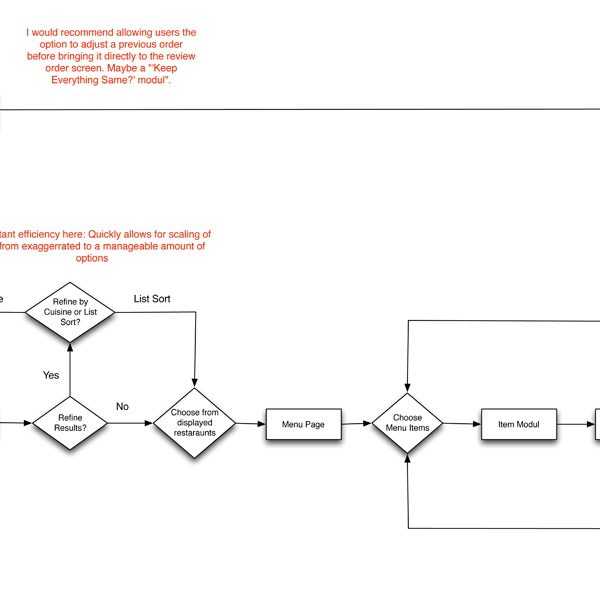 I would recommend allowing users the
option to adjust a previous order
before bringing it directly to the review
order screen. Maybe a "'Keep
Everything Same?' modul".
efficiency here: Quickly allows for scaling of
from exaggerrated to a manageable amount of
options
Refine by
Cuisine or List
Sort?
List Sort
Yes
No
Refine
Results?
Choose from
displayed
restaraunts
Menu Page
Choose
Menu Items
Item Modul